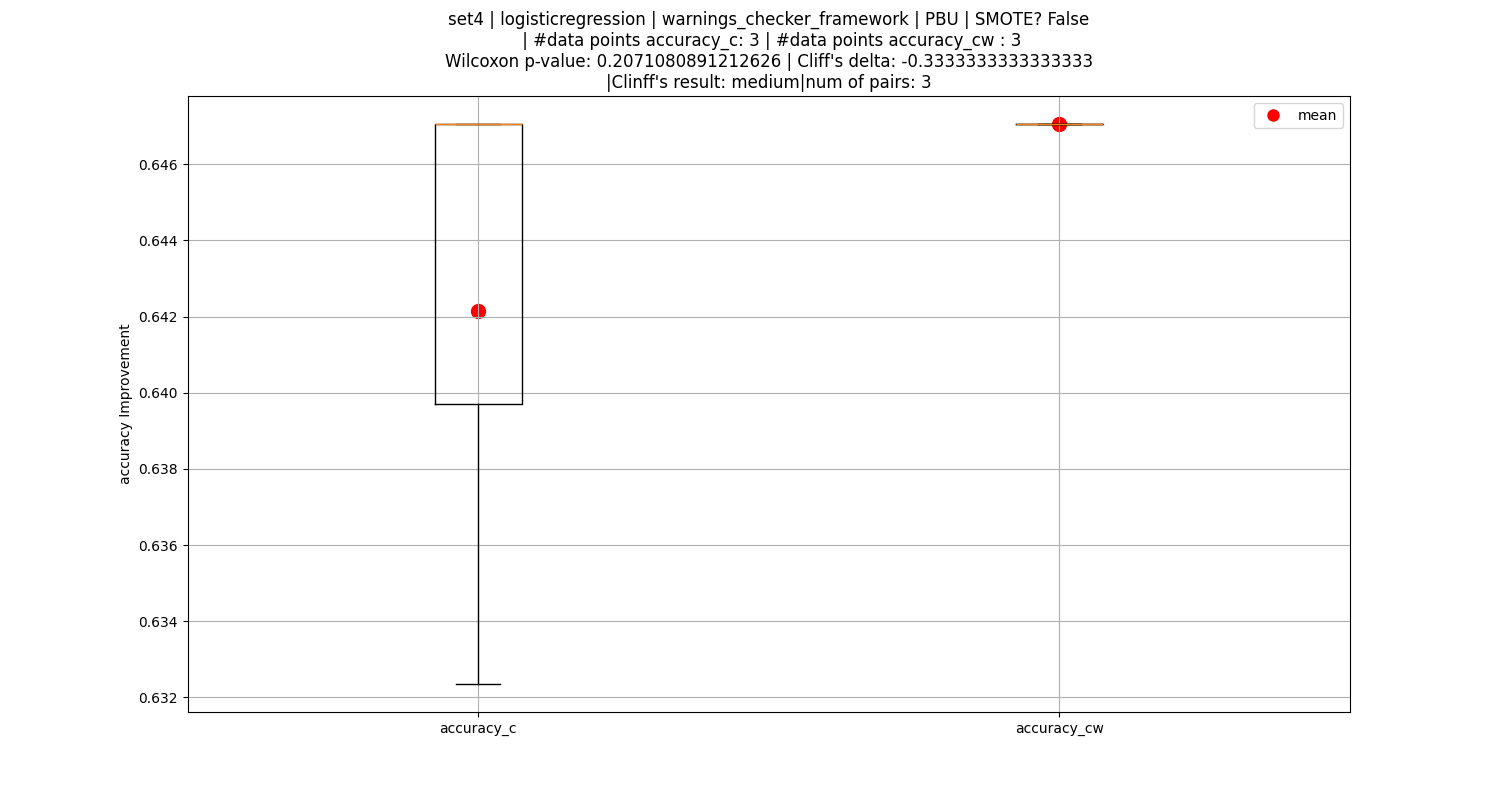 set4 | logisticregression | warnings_checker_framework | PBU | SMOTE? False
| #data points accuracy_c: 3 | #data points accuracy_cw : 3
Wilcoxon p-value: 0.2071080891212626 | Cliff's delta: -0.3333333333333333
|Clinff's result: medium|num of pairs: 3
mean
accuracy Improvement
0.646
0.644
0.642
0.640
0.638
0.636
0.634
0.632
accuracy_c
accuracy_cw